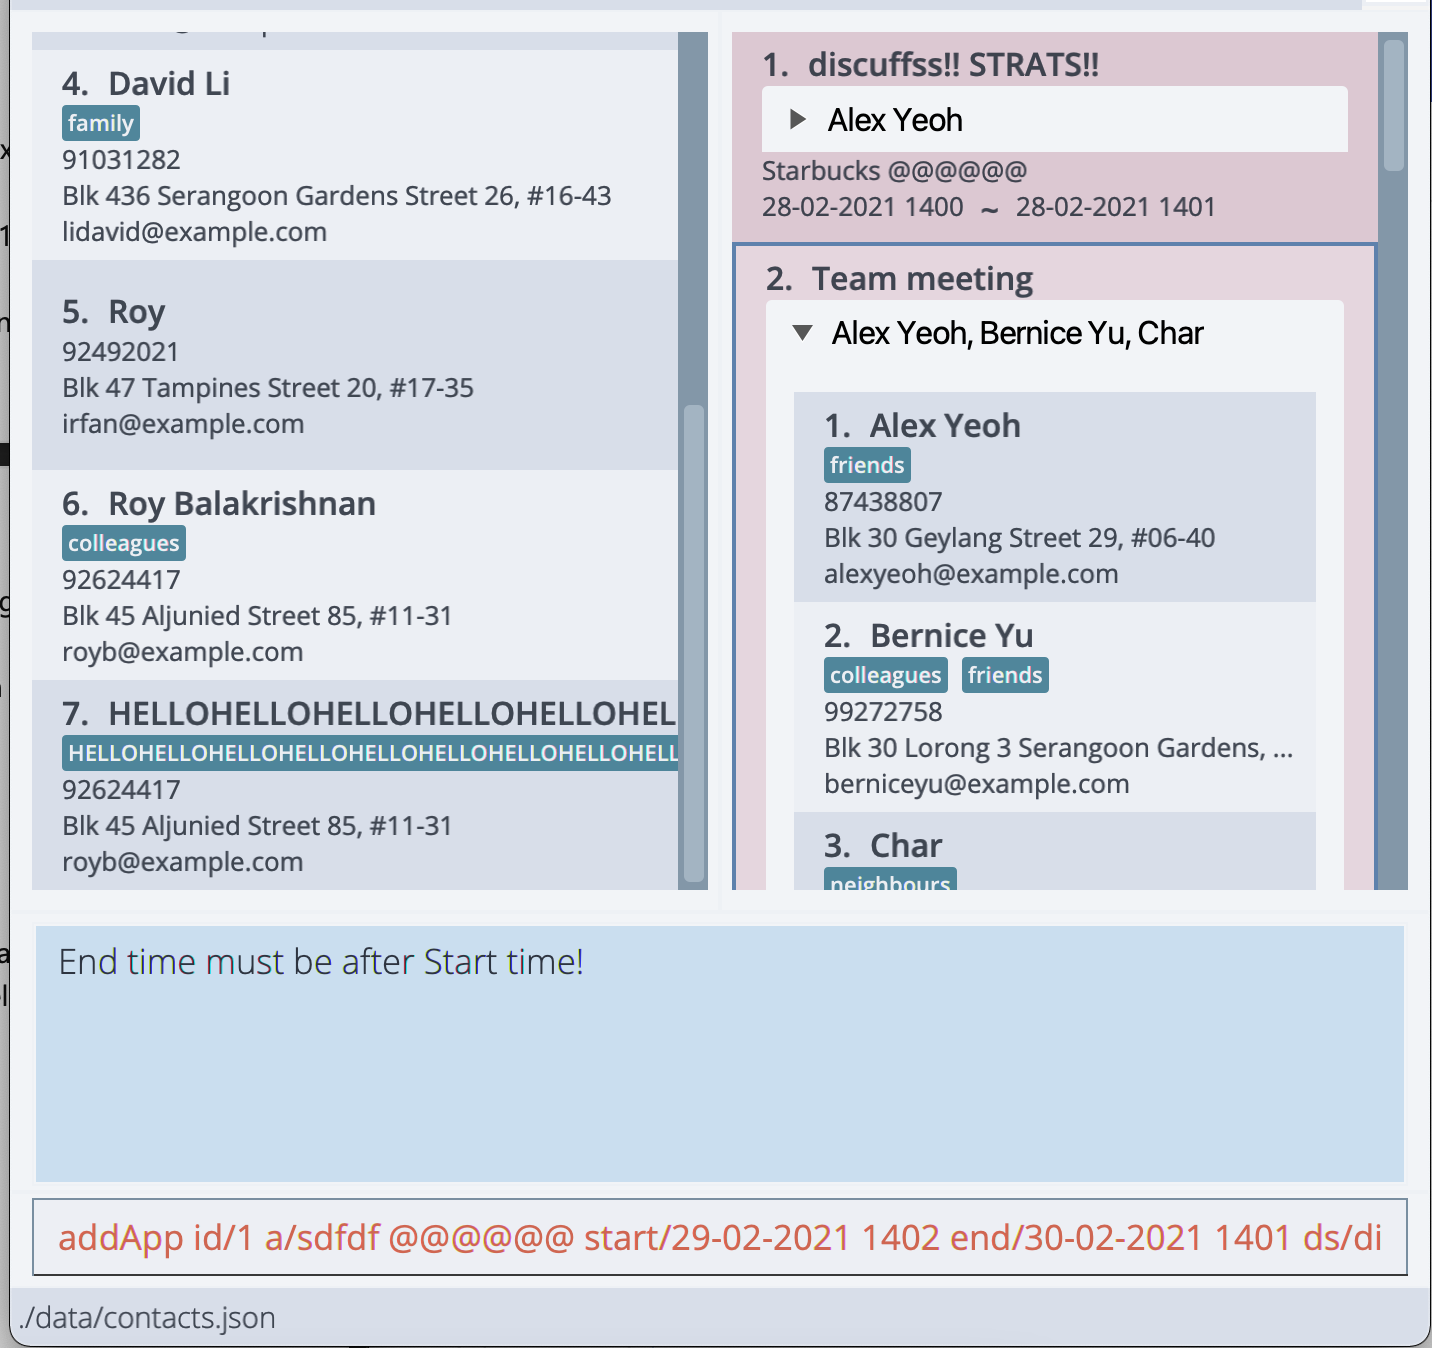 4. David Li
family
91031282
Blk 436 Serangoon Gardens Street 26, #16-43
lidavid@example.com
5. Roy
92492021
Blk 47 Tampines Street 20, #17-35
irfan@example.com
6. Roy Balakrishnan
colleagues
92624417
Blk 45 Aljunied Street 85, #11-31
royb@example.com
7. HELLOHELLOHELLOHELLOHELLOHEL
HELLOHELLOHELLOHELLOHELLOHELLOHELLOHELLOHELL
92624417
Blk 45 Aljunied Street 85, #11-31
royb@example.com
1. discuffss!! STRATS!!
Alex Yeoh
Starbucks @@@@@@
28-02-2021 1400 ~ 28-02-2021 1401
2. Team meeting
Alex Yeoh, Bernice Yu, Char
1. Alex Yeoh
friends
87438807
Blk 30 Geylang Street 29, #06-40
alexyeoh@example.com
2. Bernice Yu
colleagues friends
99272758
Blk 30 Lorong 3 Serangoon Gardens, ...
berniceyu@example.com
3. Char
neighbours
End time must be after Start time!
addApp id/1 a/sdfdf @@@@@@ start/29-02-2021 1402 end/30-02-2021 1401 ds/di
./data/contacts.json